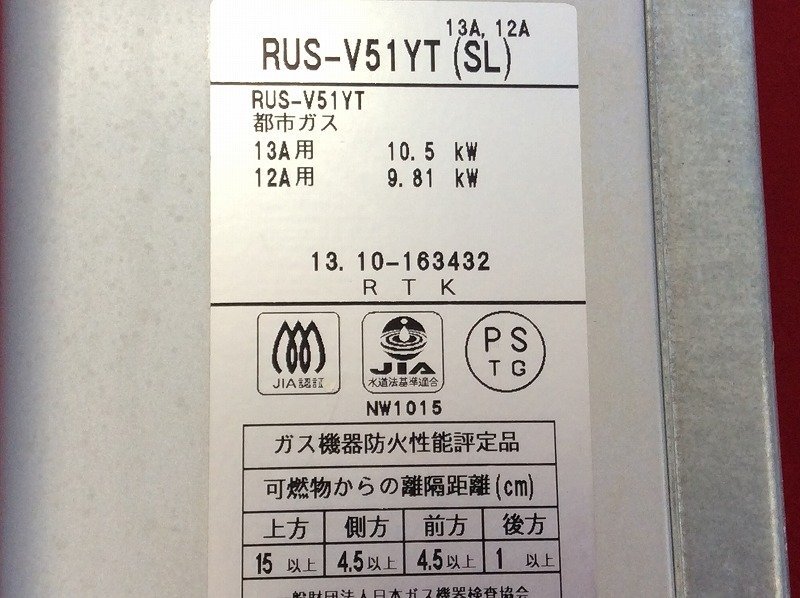 13A, 12A
RUS-V51YT (SL)
RUS-V51YT
都市ガス
13A用 10.5 kW
12A用 9.81 kW
13.10-163432
RTK
JIA認証
JIA
水道法基準適合
PS
TG
NW1015
ガス機器防火性能評定品
可燃物からの離隔距離(cm)
上方 側方 前方 後方
15以上 4.5以上 4.5以上 1以上
一般財団法人日本ガス機器検査協会